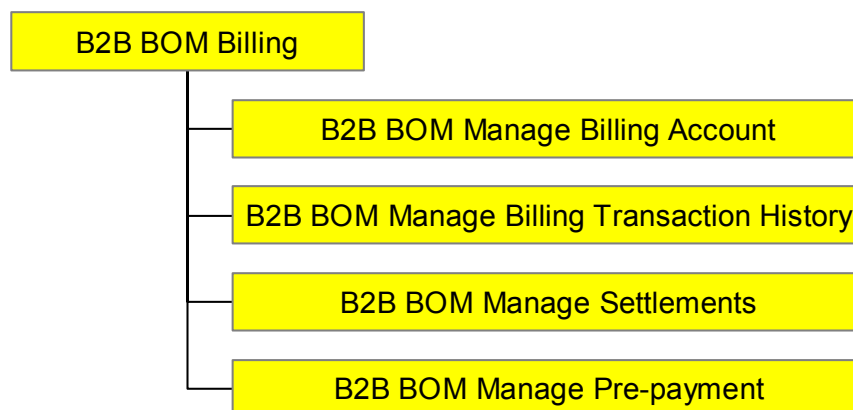 B2B BOM Billing
B2B BOM Manage Billing Account
B2B BOM Manage Billing Transaction History
B2B BOM Manage Settlements
B2B BOM Manage Pre-payment